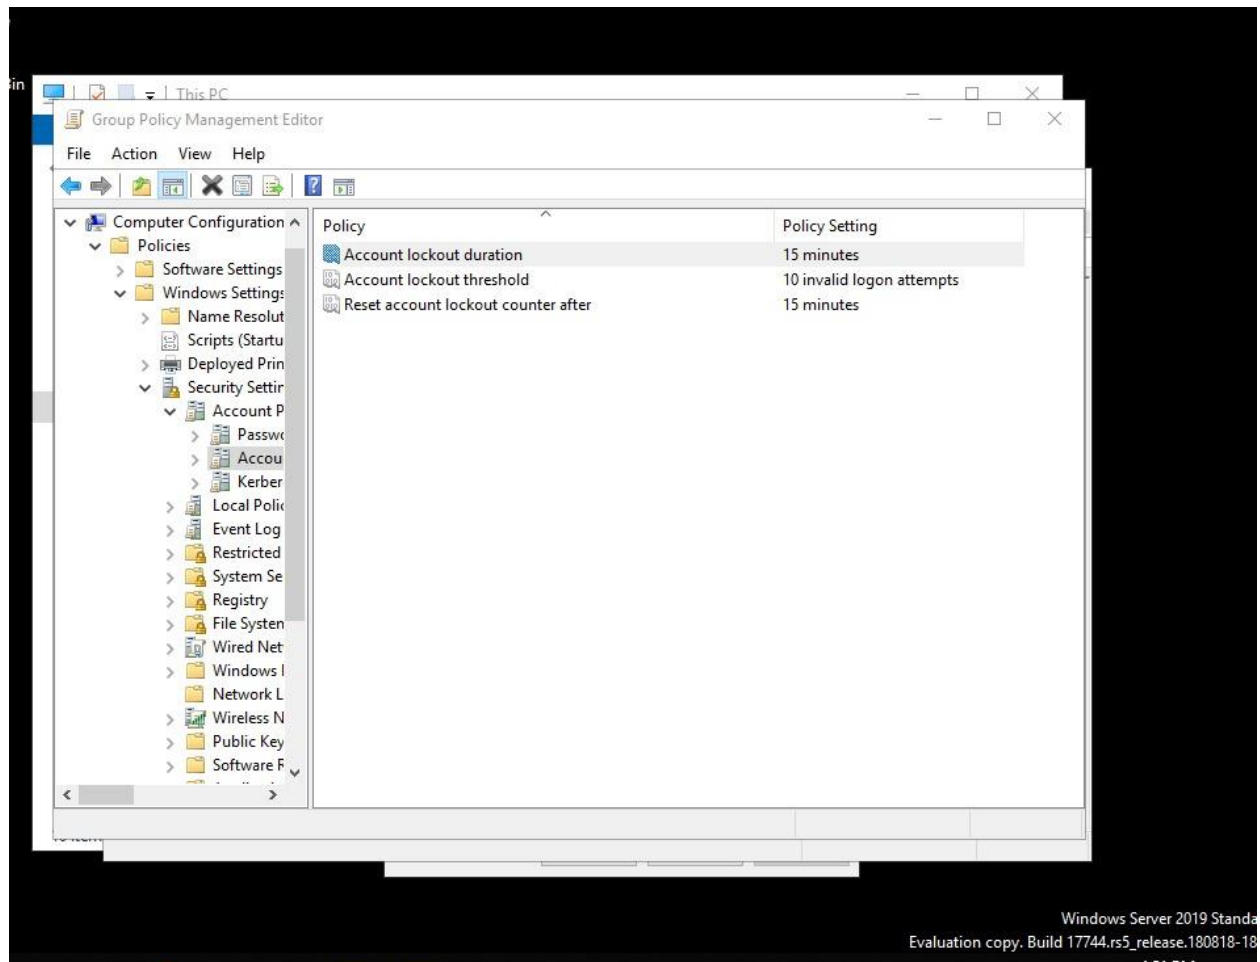 in
This PC
Group Policy Management Editor
File Action View Help
Computer Configuration
Policies
Software Settings
Windows Settings
Name Resolut
Scripts (Startu
Deployed Prin
Security Settin
Account P
Passwo
Accou
Kerber
Local Polic
Event Log
Restricted
System Se
Registry
File System
Wired Net
Windows
Network L
Wireless N
Public Key
Software R
Policy Policy Setting
Account lockout duration 15 minutes
Account lockout threshold 10 invalid logon attempts
Reset account lockout counter after 15 minutes
Windows Server 2019 Standa
Evaluation copy. Build 17744.rs5_release.180818-18